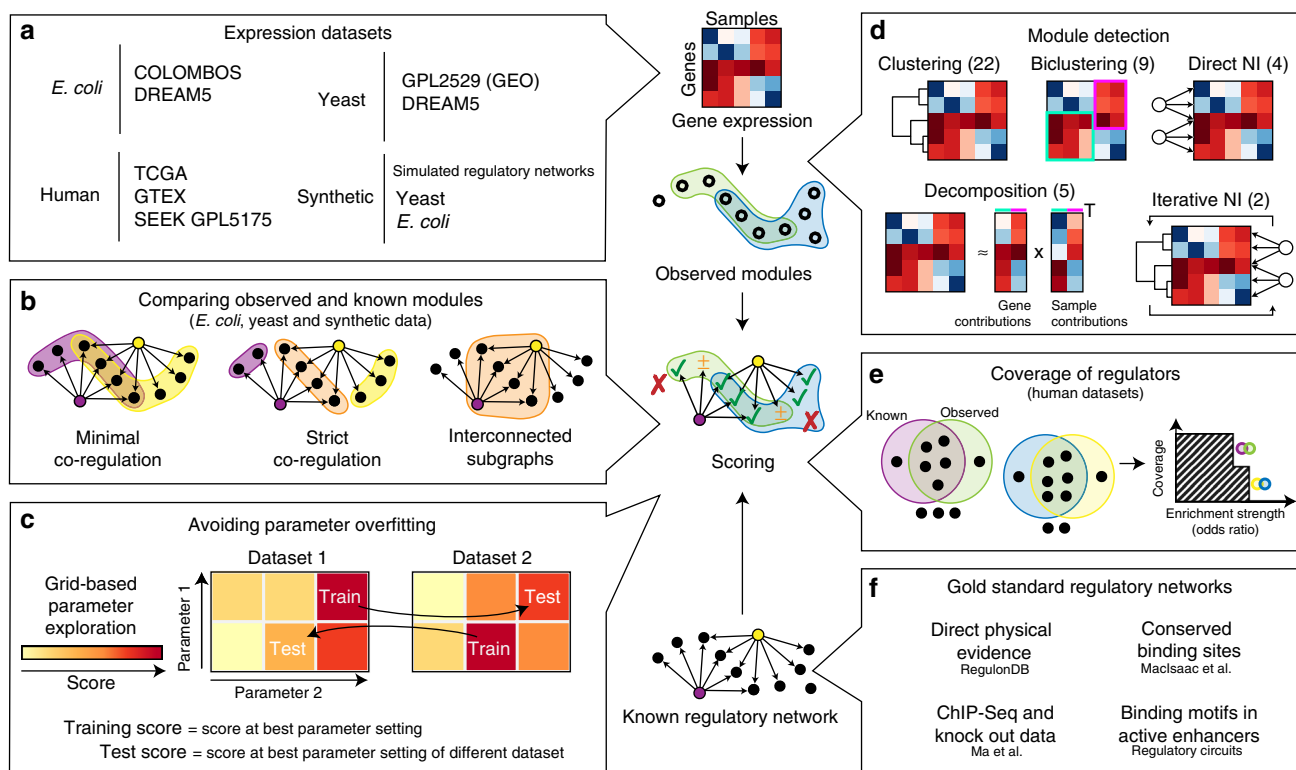 a
Expression datasets
E. coli
COLOMBOS
DREAM5
Yeast
GPL2529 (GEO)
DREAM5
Human
TCGA
GTEX
SEEK GPL5175
Synthetic
Simulated regulatory networks
Yeast
E. coli
b
Comparing observed and known modules
(E. coli, yeast and synthetic data)
Minimal
co-regulation
Strict
co-regulation
Interconnected
subgraphs
c
Avoiding parameter overfitting
Grid-based
parameter
exploration
Score
Dataset 1
Dataset 2
Parameter 1
Train
Test
Test
Train
Parameter 2
Training score = score at best parameter setting
Test score = score at best parameter setting of different dataset
Samples
Genes
Gene expression
Observed modules
±
±
Scoring
Known regulatory network
d
Module detection
Clustering (22)
Biclustering (9)
Direct NI (4)
Decomposition (5)
≈
x
T
Gene
contributions
Sample
contributions
Iterative NI (2)
e
Coverage of regulators
(human datasets)
Known
Observed
Coverage
Enrichment strength
(odds ratio)
f
Gold standard regulatory networks
Direct physical
evidence
RegulonDB
Conserved
binding sites
MacIsaac et al.
ChIP-Seq and
knock out data
Ma et al.
Binding motifs in
active enhancers
Regulatory circuits